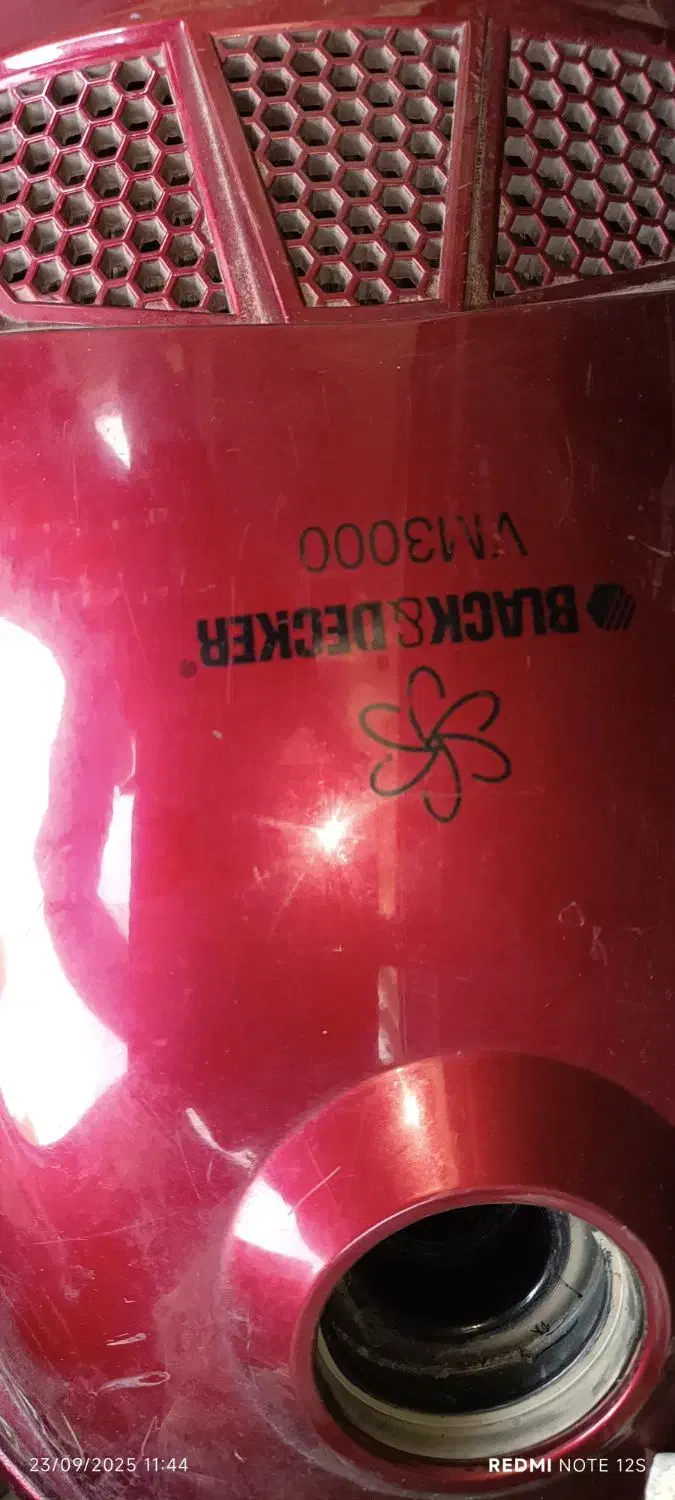 VM3000
BLACK&DECKER®
23/09/2025 11:44
REDMI NOTE 12S